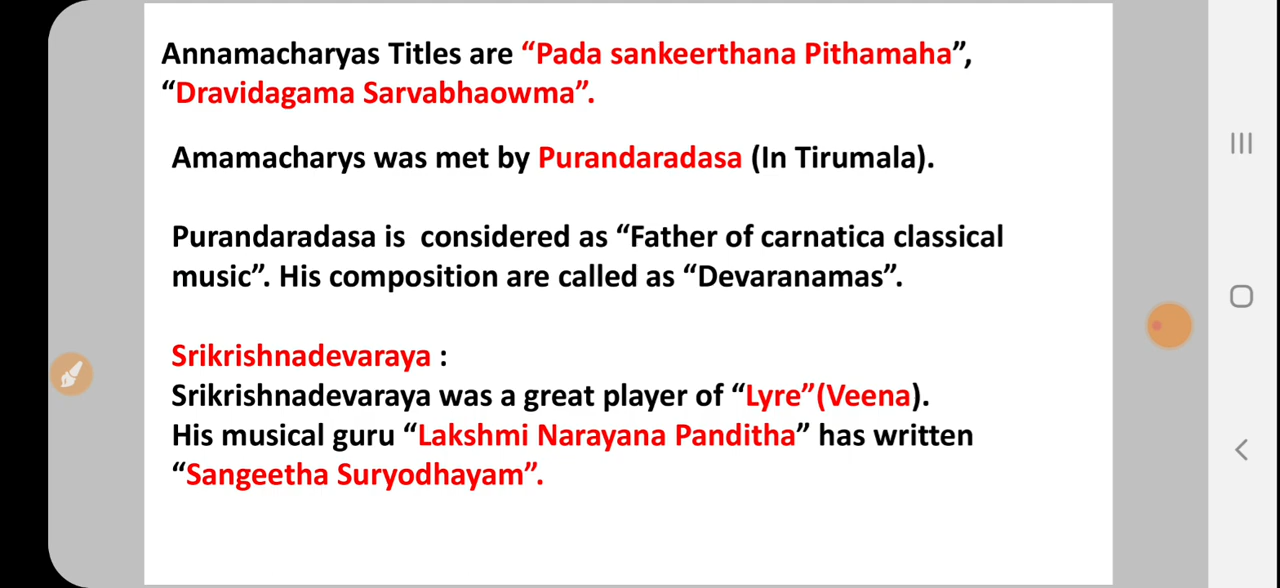 Annamacharyas Titles are “Pada sankeerthana Pithamaha”,
“Dravidagama Sarvabhaowma”.
Amamacharys was met by Purandaradasa (In Tirumala).
Purandaradasa is considered as “Father of carnatica classical
music”. His composition are called as “Devaranamas”.
Srikrishnadevaraya :
Srikrishnadevaraya was a great player of “Lyre”(Veena).
His musical guru “Lakshmi Narayana Panditha” has written
“Sangeetha Suryodhayam”.